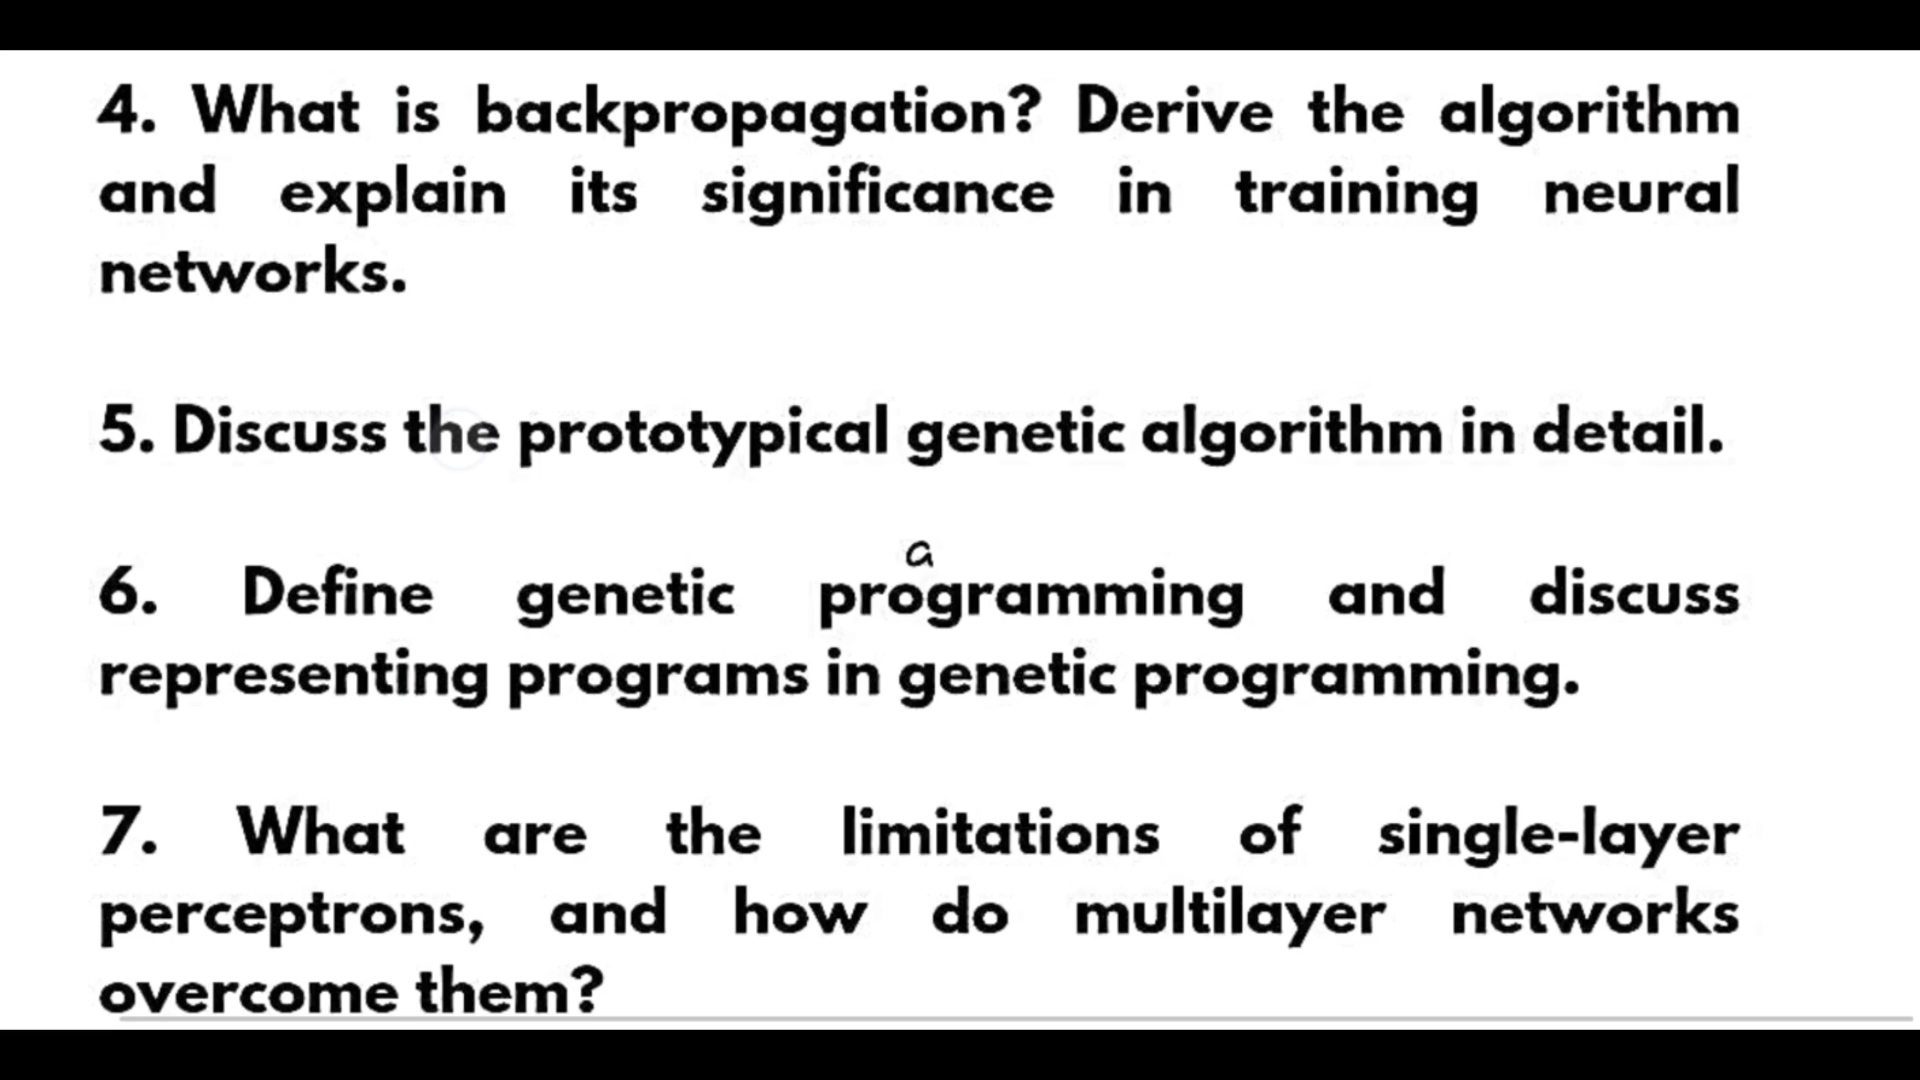 4. What is backpropagation? Derive the algorithm
and explain its significance in training neural
networks.
5. Discuss the prototypical genetic algorithm in detail.
a
6. Define genetic programming and discuss
representing programs in genetic programming.
7. What are the limitations of single-layer
perceptrons, and how do multilayer networks
overcome them?